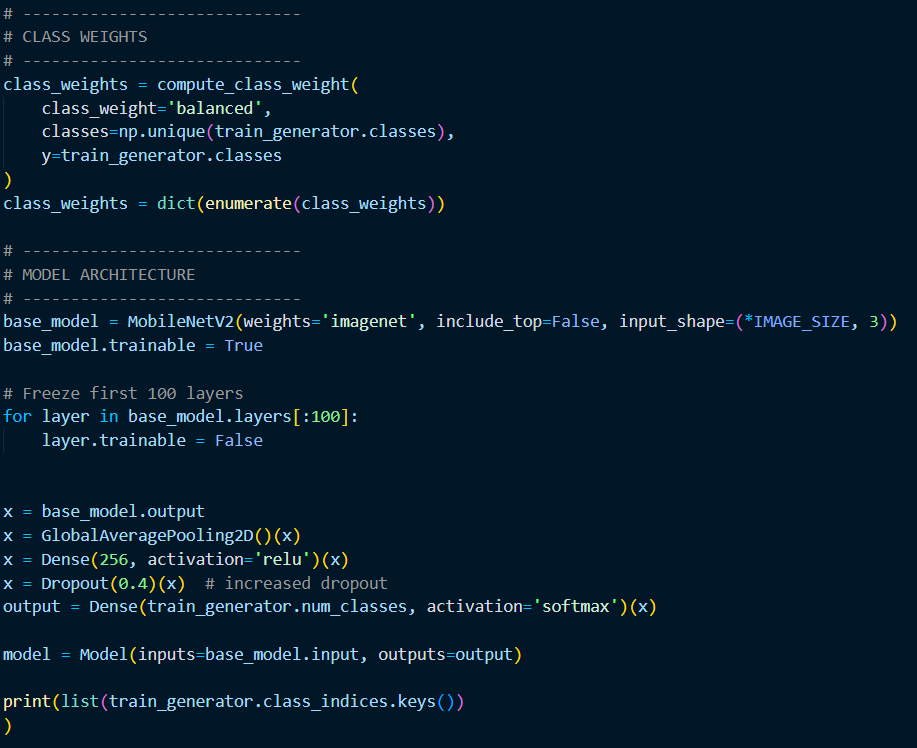 # -----------------------------
# CLASS WEIGHTS
# -----------------------------
class_weights = compute_class_weight(
    class_weight='balanced',
    classes=np.unique(train_generator.classes),
    y=train_generator.classes
)
class_weights = dict(enumerate(class_weights))

# -----------------------------
# MODEL ARCHITECTURE
# -----------------------------
base_model = MobileNetV2(weights='imagenet', include_top=False, input_shape=(*IMAGE_SIZE, 3))
base_model.trainable = True

# Freeze first 100 layers
for layer in base_model.layers[:100]:
    layer.trainable = False


x = base_model.output
x = GlobalAveragePooling2D()(x)
x = Dense(256, activation='relu')(x)
x = Dropout(0.4)(x)  # increased dropout
output = Dense(train_generator.num_classes, activation='softmax')(x)

model = Model(inputs=base_model.input, outputs=output)

print(list(train_generator.class_indices.keys())
)